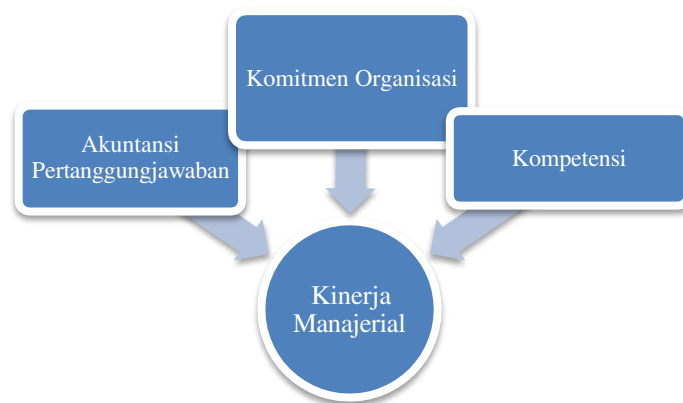 Komitmen Organisasi
Akuntansi
Pertanggungjawaban
Kompetensi
Kinerja
Manajerial